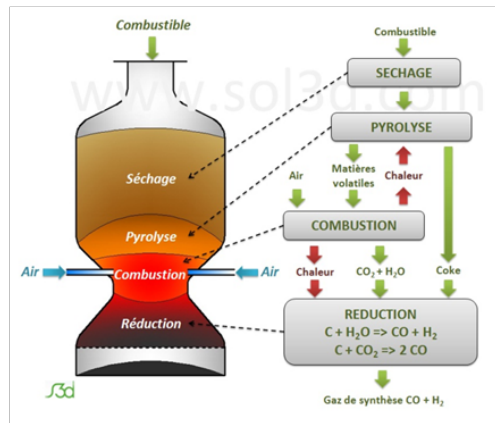 Combustible
Séchage
Pyrolyse
Air
Combustion
Air
Réduction
S3d
www.sol3d.com
Combustible
SECHAGE
PYROLYSE
Air
Matières
volatiles
Chaleur
COMBUSTION
Chaleur
CO₂ + H₂O
Coke
REDUCTION
C + H₂O => CO + H₂
C + CO₂ => 2 CO
Gaz de synthèse CO + H₂